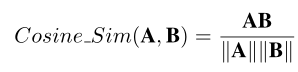 Cosine_Sim(A, B) = AB / ‖A‖‖B‖